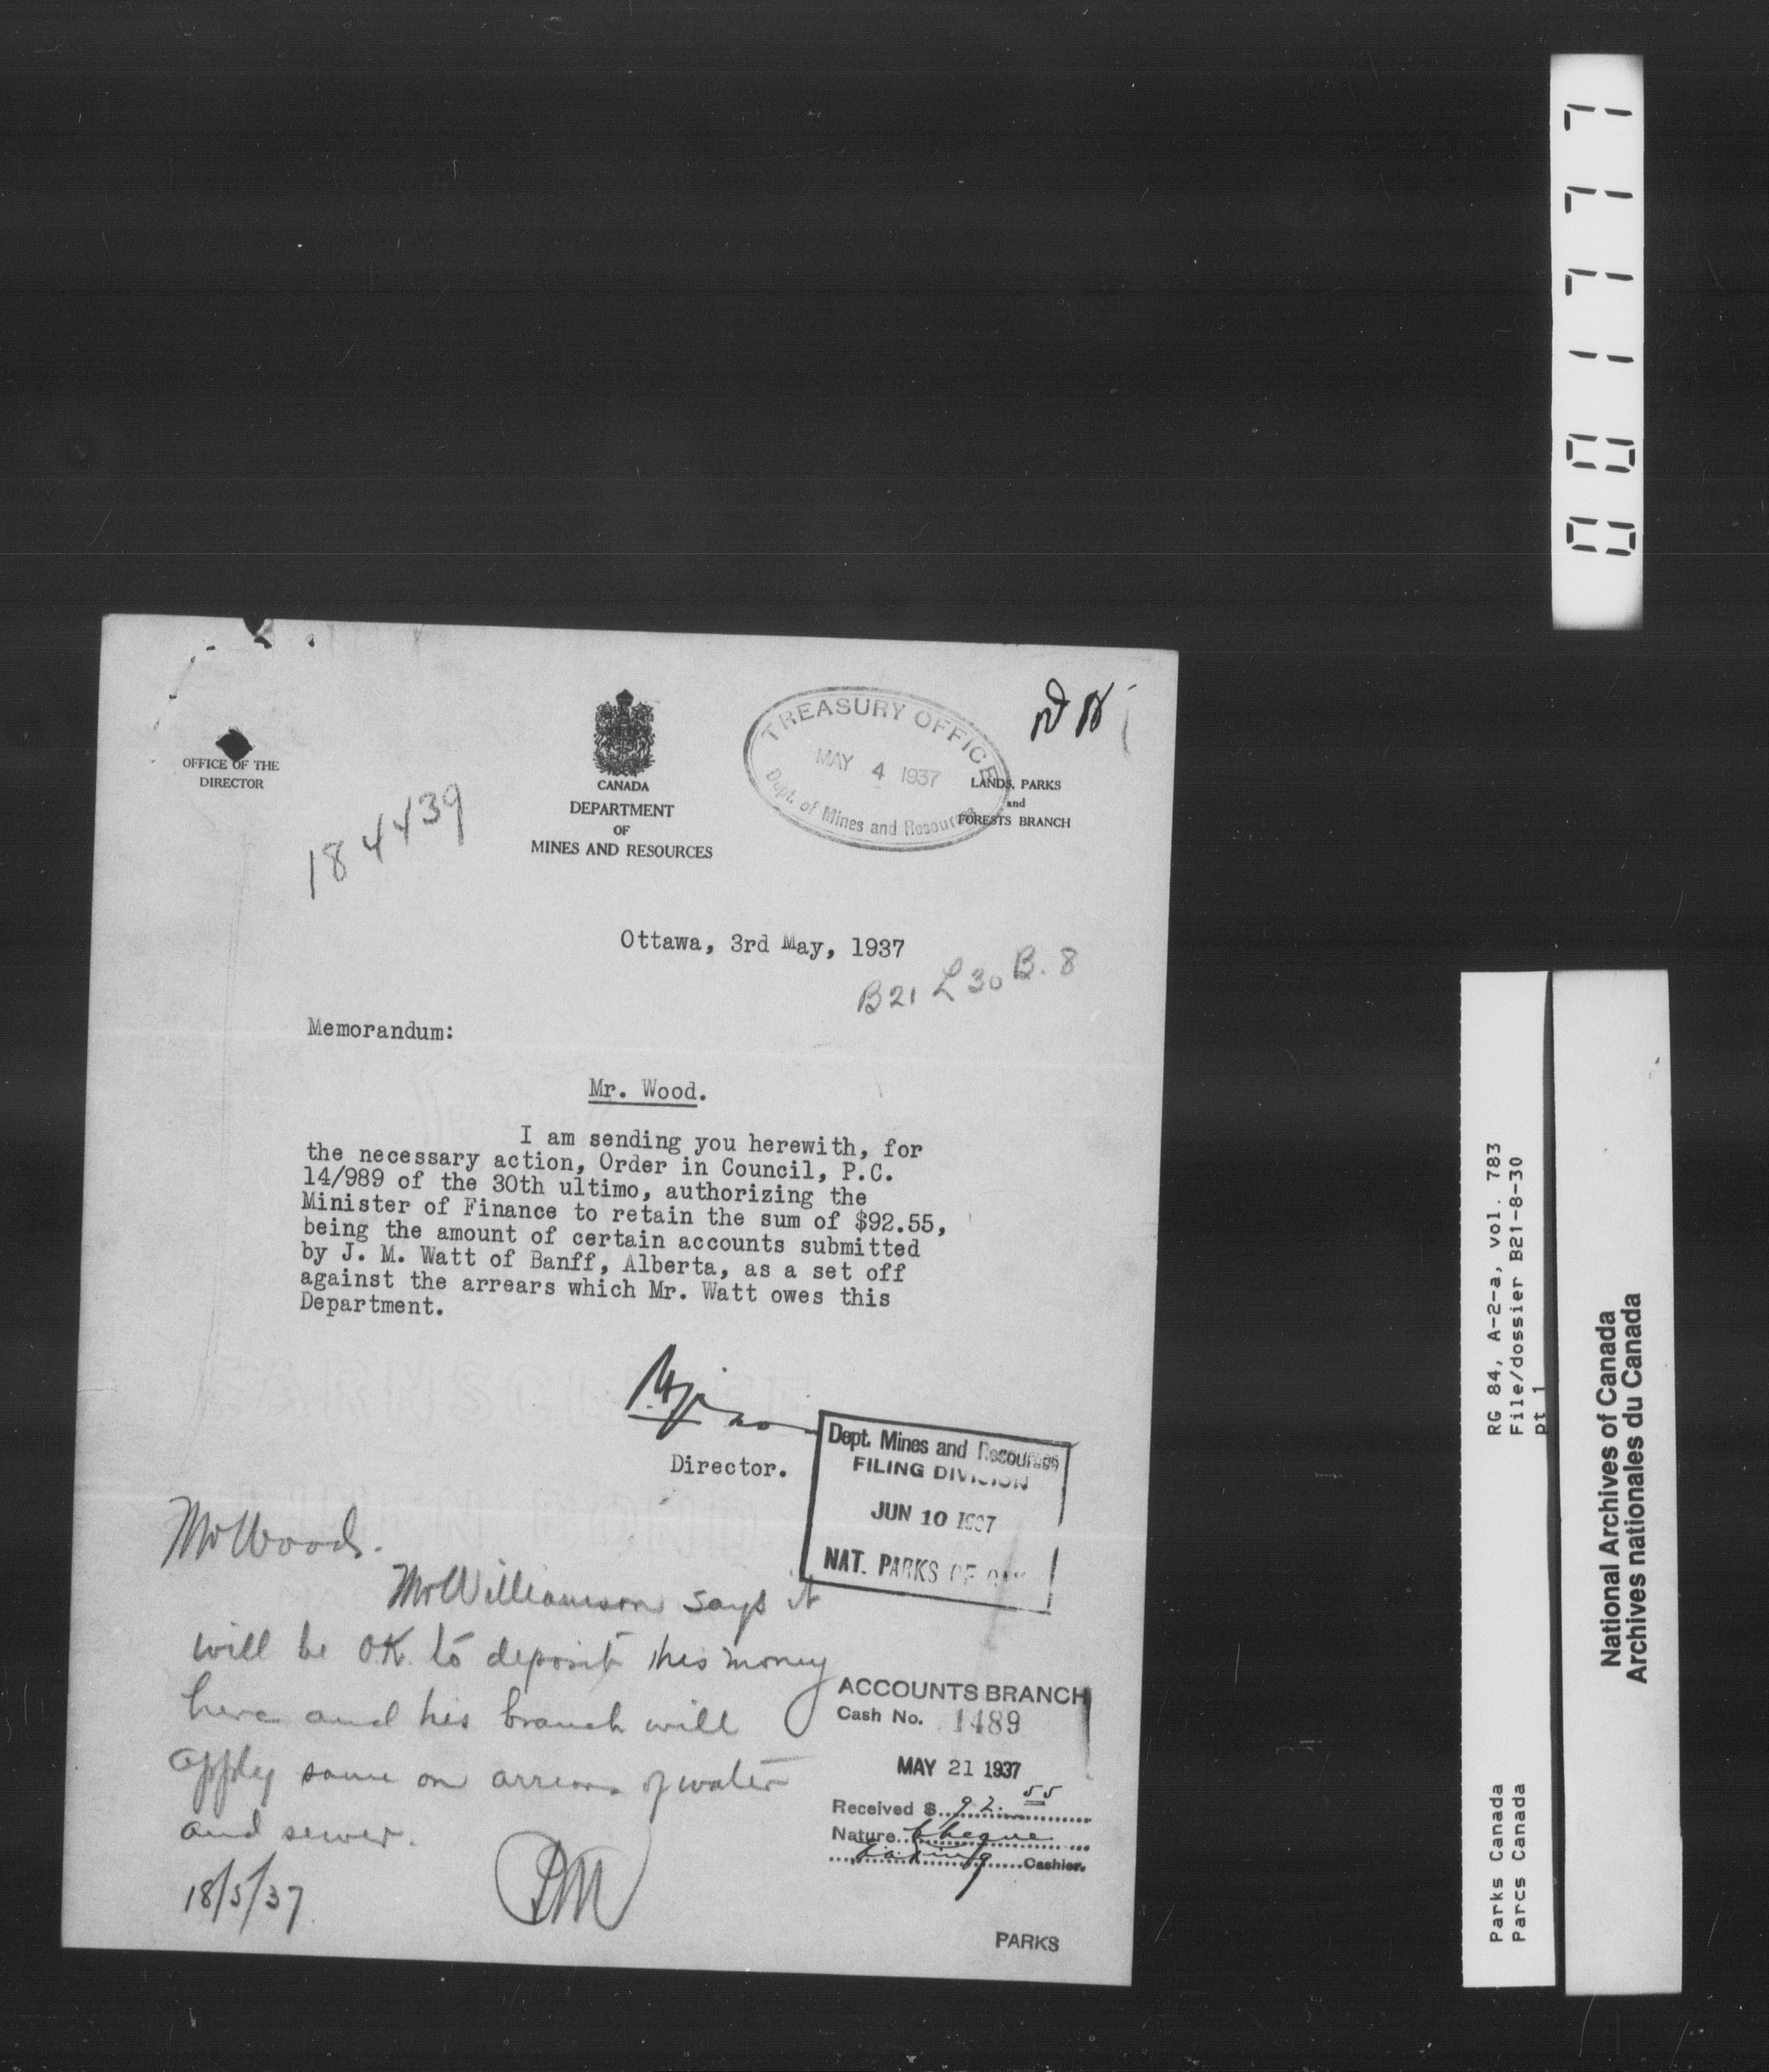 001777
OFFICE OF THE
DIRECTOR
CANADA
DEPARTMENT
OF
MINES AND RESOURCES
TREASURY OFFICE
MAY 4 1937
Dept. of Mines and Resources
LANDS, PARKS
and
FORESTS BRANCH
184439
Ottawa, 3rd May, 1937
B21 L30 B.8
Memorandum:
Mr. Wood.
I am sending you herewith, for
the necessary action, Order in Council, P.C.
14/989 of the 30th ultimo, authorizing the
Minister of Finance to retain the sum of $92.55,
being the amount of certain accounts submitted
by J. M. Watt of Banff, Alberta, as a set off
against the arrears which Mr. Watt owes this
Department.
Director.
Dept. Mines and Resources
FILING DIVISION
JUN 10 1937
NAT. PARKS OF CAN
Mr Wood.
Mr Williamson says it
will be OK. to deposit this money
here and his branch will
apply same on arrears of water
and sewer.
18/5/37.
ACCOUNTS BRANCH
Cash No. 1489
MAY 21 1937
Received $ 92.55
Nature Cheque
Cashier.
PARKS
RG 84, A-2-a, vol. 783
File/dossier B21-8-30
pt 1
Parks Canada
Parcs Canada
National Archives of Canada
Archives nationales du Canada